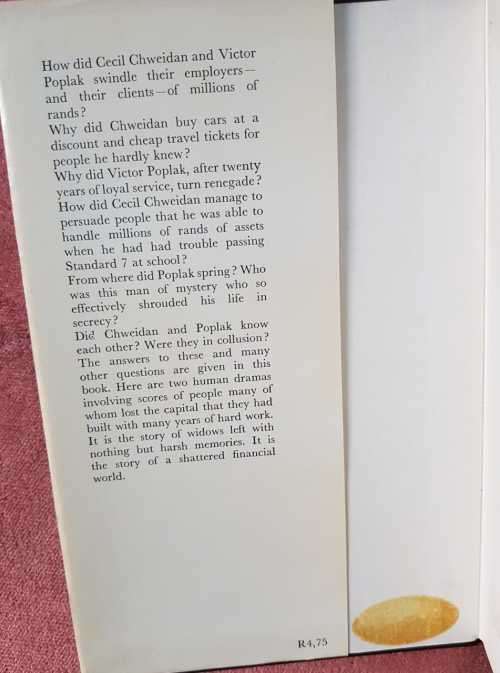 How did Cecil Chweidan and Victor
Poplak swindle their employers—
and their clients—of millions of
rands?
Why did Chweidan buy cars at a
discount and cheap travel tickets for
people he hardly knew?
Why did Victor Poplak, after twenty
years of loyal service, turn renegade?
How did Cecil Chweidan manage to
persuade people that he was able to
handle millions of rands of assets
when he had had trouble passing
Standard 7 at school?
From where did Poplak spring? Who
was this man of mystery who so
effectively shrouded his life in
secrecy?
Did Chweidan and Poplak know
each other? Were they in collusion?
The answers to these and many
other questions are given in this
book. Here are two human dramas
involving scores of people many of
whom lost the capital that they had
built with many years of hard work.
It is the story of widows left with
nothing but harsh memories. It is
the story of a shattered financial
world.
R4,75